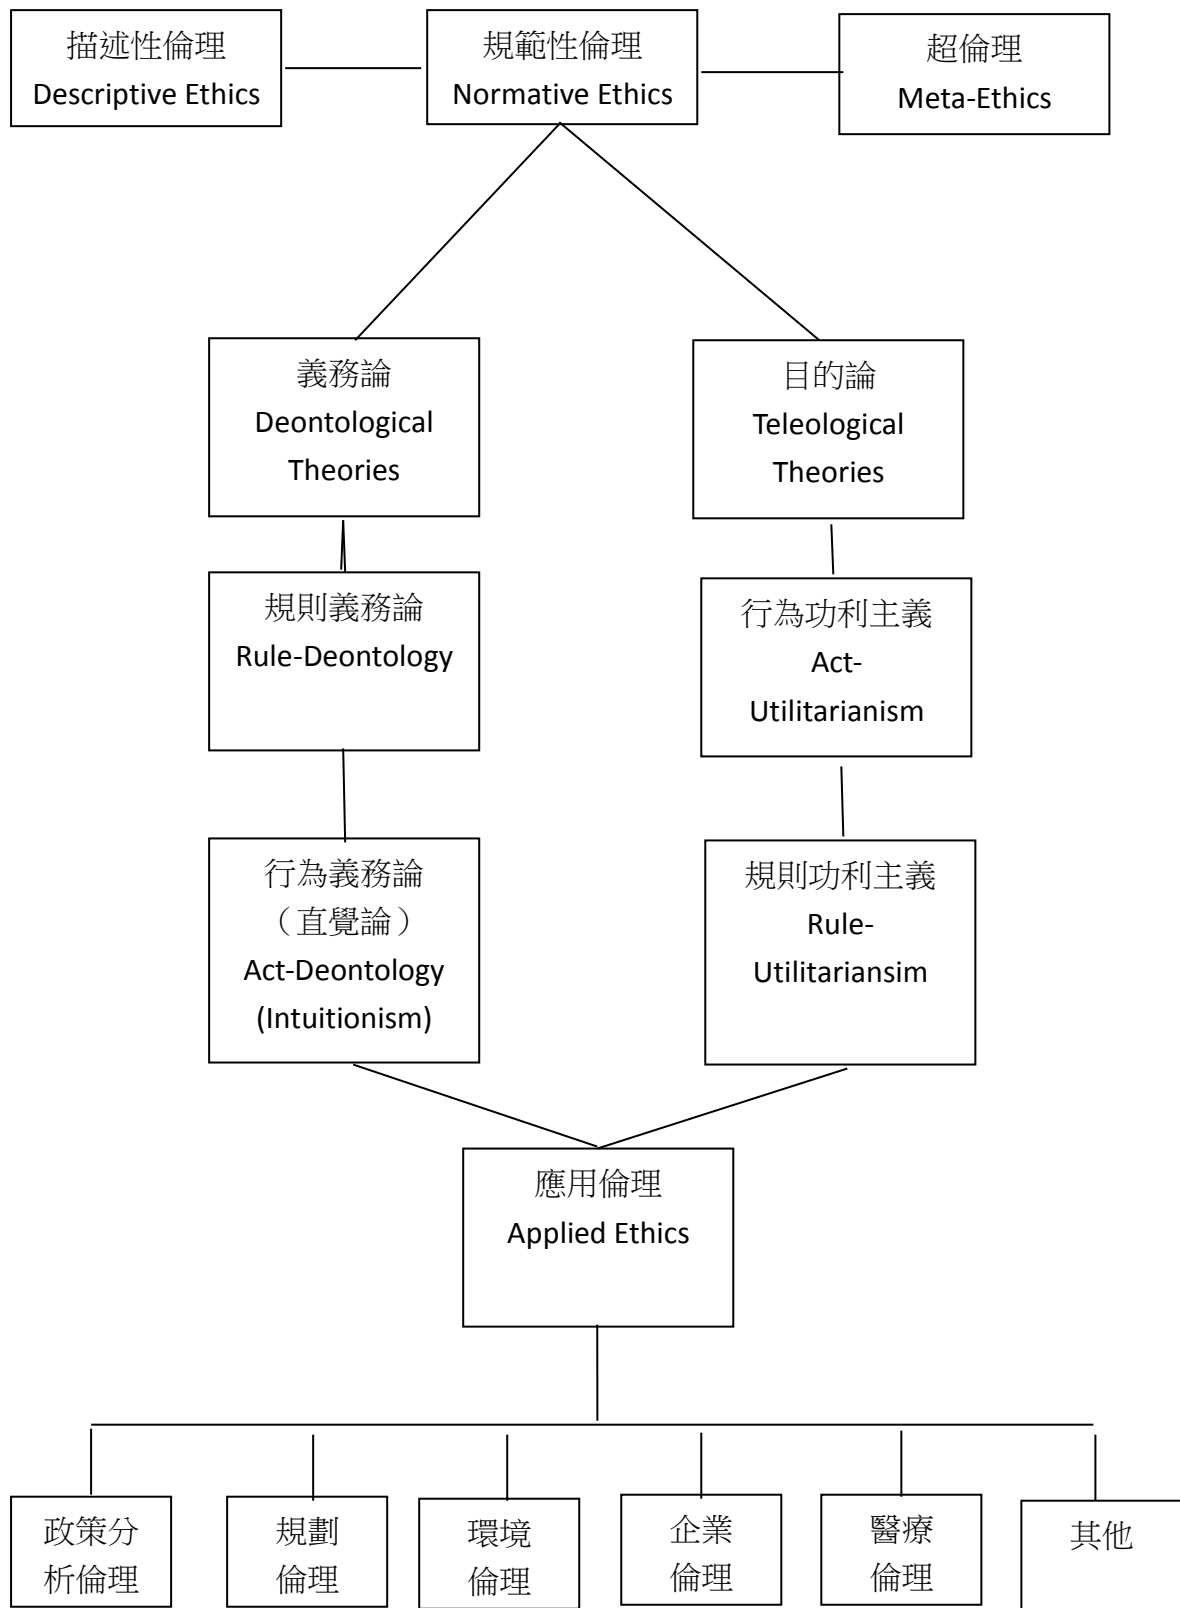 描述性倫理
Descriptive Ethics
規範性倫理
Normative Ethics
超倫理
Meta-Ethics
義務論
Deontological
Theories
目的論
Teleological
Theories
規則義務論
Rule-Deontology
行為功利主義
Act-
Utilitarianism
行為義務論
（直覺論）
Act-Deontology
(Intuitionism)
規則功利主義
Rule-
Utilitariansim
應用倫理
Applied Ethics
政策分
析倫理
規劃
倫理
環境
倫理
企業
倫理
醫療
倫理
其他